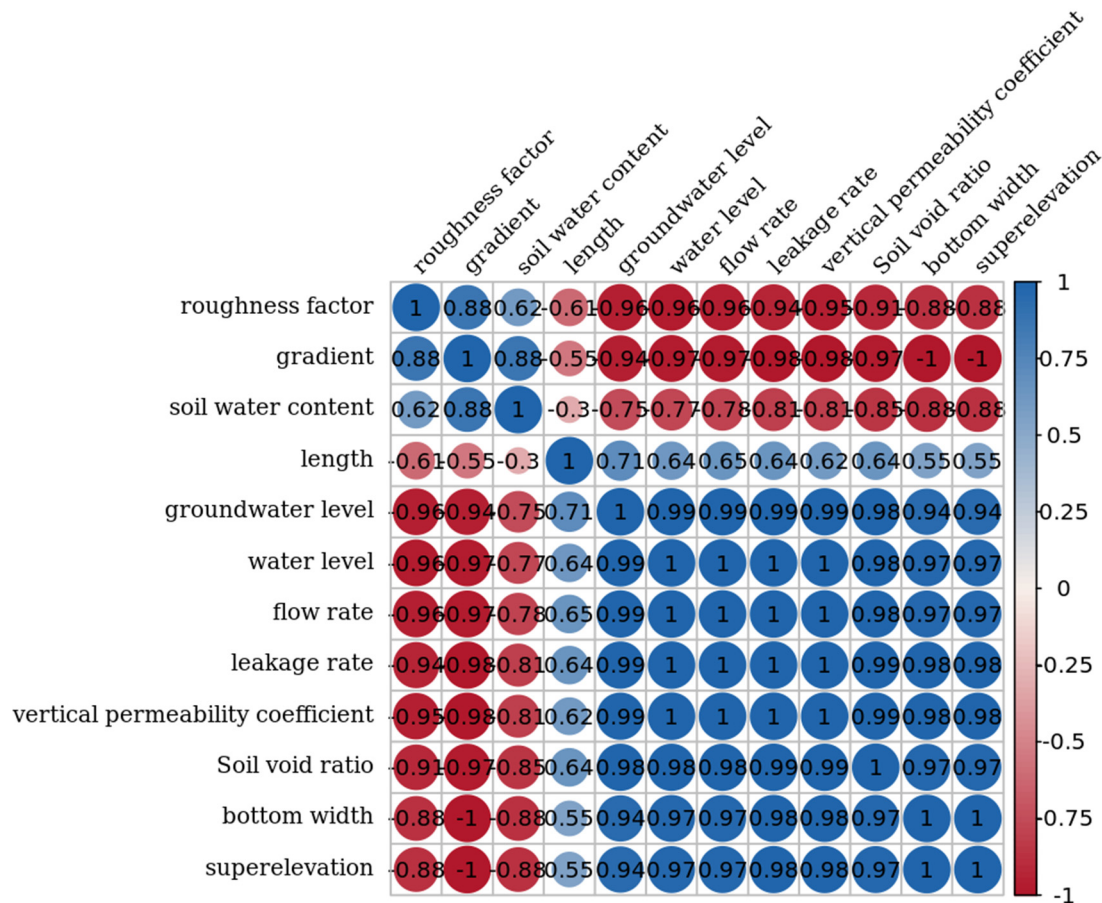 roughness factor
gradient
soil water content
length
groundwater level
water level
flow rate
leakage rate
vertical permeability coefficient
Soil void ratio
bottom width
superelevation
roughness factor 1 0.88 0.62 -0.61 -0.96 -0.96 -0.96 -0.94 -0.95 -0.91 -0.88 -0.88
gradient 0.88 1 0.88 -0.55 -0.94 -0.97 -0.97 -0.98 -0.98 -0.97 -1 -1
soil water content 0.62 0.88 1 -0.3 -0.75 -0.77 -0.78 -0.81 -0.81 -0.85 -0.88 -0.88
length -0.61 -0.55 -0.3 1 0.71 0.64 0.65 0.64 0.62 0.64 0.55 0.55
groundwater level -0.96 -0.94 -0.75 0.71 1 0.99 0.99 0.99 0.99 0.98 0.94 0.94
water level -0.96 -0.97 -0.77 0.64 0.99 1 1 1 1 0.98 0.97 0.97
flow rate -0.96 -0.97 -0.78 0.65 0.99 1 1 1 1 0.98 0.97 0.97
leakage rate -0.94 -0.98 -0.81 0.64 0.99 1 1 1 1 0.99 0.98 0.98
vertical permeability coefficient -0.95 -0.98 -0.81 0.62 0.99 1 1 1 1 0.99 0.98 0.98
Soil void ratio -0.91 -0.97 -0.85 0.64 0.98 0.98 0.98 0.99 0.99 1 0.97 0.97
bottom width -0.88 -1 -0.88 0.55 0.94 0.97 0.97 0.98 0.98 0.97 1 1
superelevation -0.88 -1 -0.88 0.55 0.94 0.97 0.97 0.98 0.98 0.97 1 1
1
0.75
0.5
0.25
0
-0.25
-0.5
-0.75
-1